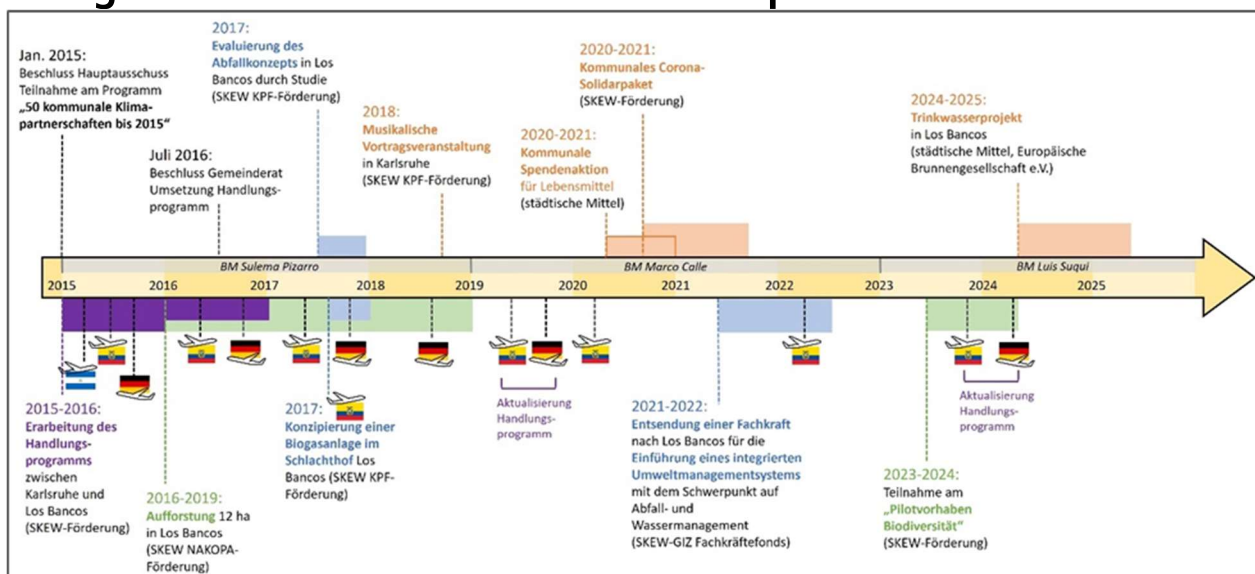 Jan. 2015:
Beschluss Hauptausschuss
Teilnahme am Programm
„50 kommunale Klima-
partnerschaften bis 2015“
Juli 2016:
Beschluss Gemeinderat
Umsetzung Handlungs-
programm
2017:
Evaluierung des
Abfallkonzepts in Los
Bancos durch Studie
(SKEW KPF-Förderung)
2018:
Musikalische
Vortragsveranstaltung
in Karlsruhe
(SKEW KPF-Förderung)
2020-2021:
Kommunale
Spendenaktion
für Lebensmittel
(städtische Mittel)
2020-2021:
Kommunales Corona-
Solidarpaket
(SKEW-Förderung)
2024-2025:
Trinkwasserprojekt
in Los Bancos
(städtische Mittel, Europäische
Brunnengesellschaft e.V.)
BM Sulema Pizarro
BM Marco Calle
BM Luis Suqui
2015 2016 2017 2018 2019 2020 2021 2022 2023 2024 2025
2015-2016:
Erarbeitung des
Handlungs-
programms
zwischen
Karlsruhe und
Los Bancos
(SKEW-Förderung)
2016-2019:
Aufforstung 12 ha
in Los Bancos
(SKEW NAKOPA-
Förderung)
2017:
Konzipierung einer
Biogasanlage im
Schlachthof Los
Bancos (SKEW KPF-
Förderung)
Aktualisierung
Handlungs-
programm
2021-2022:
Entsendung einer Fachkraft
nach Los Bancos für die
Einführung eines integrierten
Umweltmanagementsystems
mit dem Schwerpunkt auf
Abfall- und
Wassermanagement
(SKEW-GIZ Fachkräftefonds)
2023-2024:
Teilnahme am
„Pilotvorhaben
Biodiversität“
(SKEW-Förderung)
Aktualisierung
Handlungs-
programm